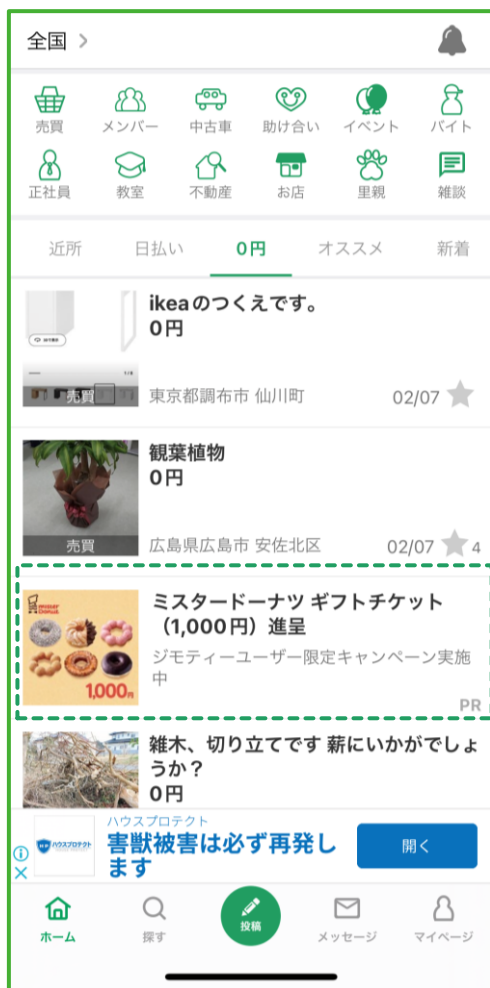 全国
売買 メンバー 中古車 助け合い イベント バイト
正社員 教室 不動産 お店 里親 雑談
近所 日払い 0円 オススメ 新着
ikeaのつくえです。
0円
売買
東京都調布市 仙川町
02/07
観葉植物
0円
売買
広島県広島市 安佐北区
02/07
4
ミスタードーナツ ギフトチケット
（1,000円）進呈
1,000円
ジモティーユーザー限定キャンペーン実施
中
PR
雑木、切り立てです 薪にいかがでしょ
うか？
0円
ハウスプロテクト
ハウスプロテクト
害獣被害は必ず再発し
ます
開く
ホーム 探す 投稿 メッセージ マイページ